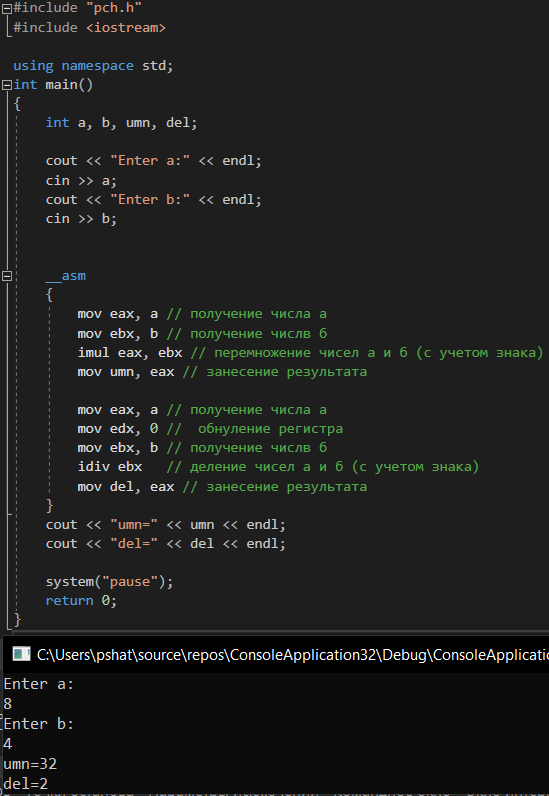 #include "pch.h"
#include <iostream>
using namespace std;
int main()
{
int a, b, umn, del;
cout << "Enter a:" << endl;
cin >> a;
cout << "Enter b:" << endl;
cin >> b;
__asm
{
mov eax, a // получение числа а
mov ebx, b // получение числв б
imul eax, ebx // перемножение чисел а и б (с учетом знака)
mov umn, eax // занесение результата
mov eax, a // получение числа а
mov edx, 0 //  обнуление регистра
mov ebx, b // получение числв б
idiv ebx   // деление чисел а и б (с учетом знака)
mov del, eax // занесение результата
}
cout << "umn=" << umn << endl;
cout << "del=" << del << endl;
system("pause");
return 0;
}
C:\Users\pshat\source\repos\ConsoleApplication32\Debug\ConsoleApplicatio
Enter a:
8
Enter b:
4
umn=32
del=2